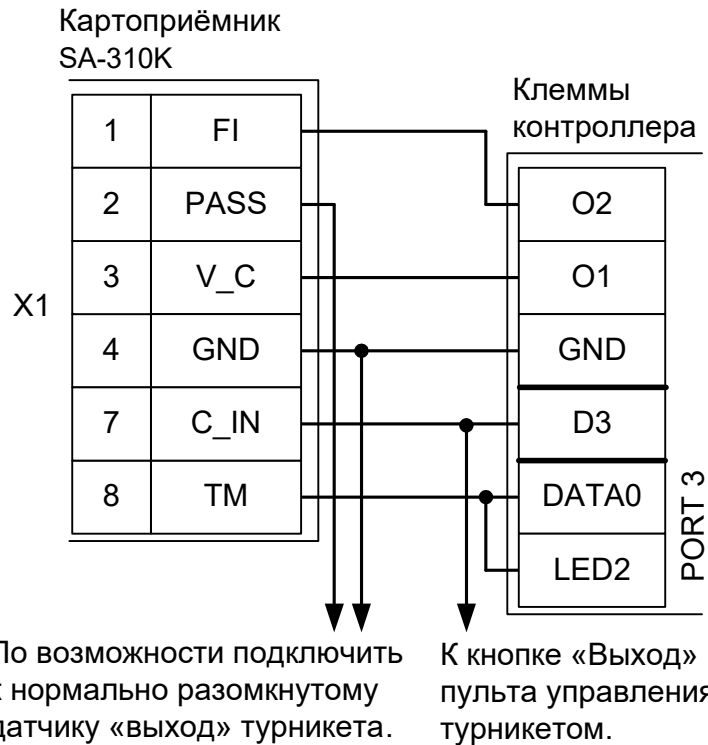 Картоприёмник
SA-310K
Клеммы
контроллера
X1
1 FI
2 PASS
3 V_C
4 GND
7 C_IN
8 TM
O2
O1
GND
D3
DATA0
LED2
PORT 3
По возможности подключить
к нормально разомкнутому
датчику «выход» турникета.
К кнопке «Выход»
пульта управления
турникетом.